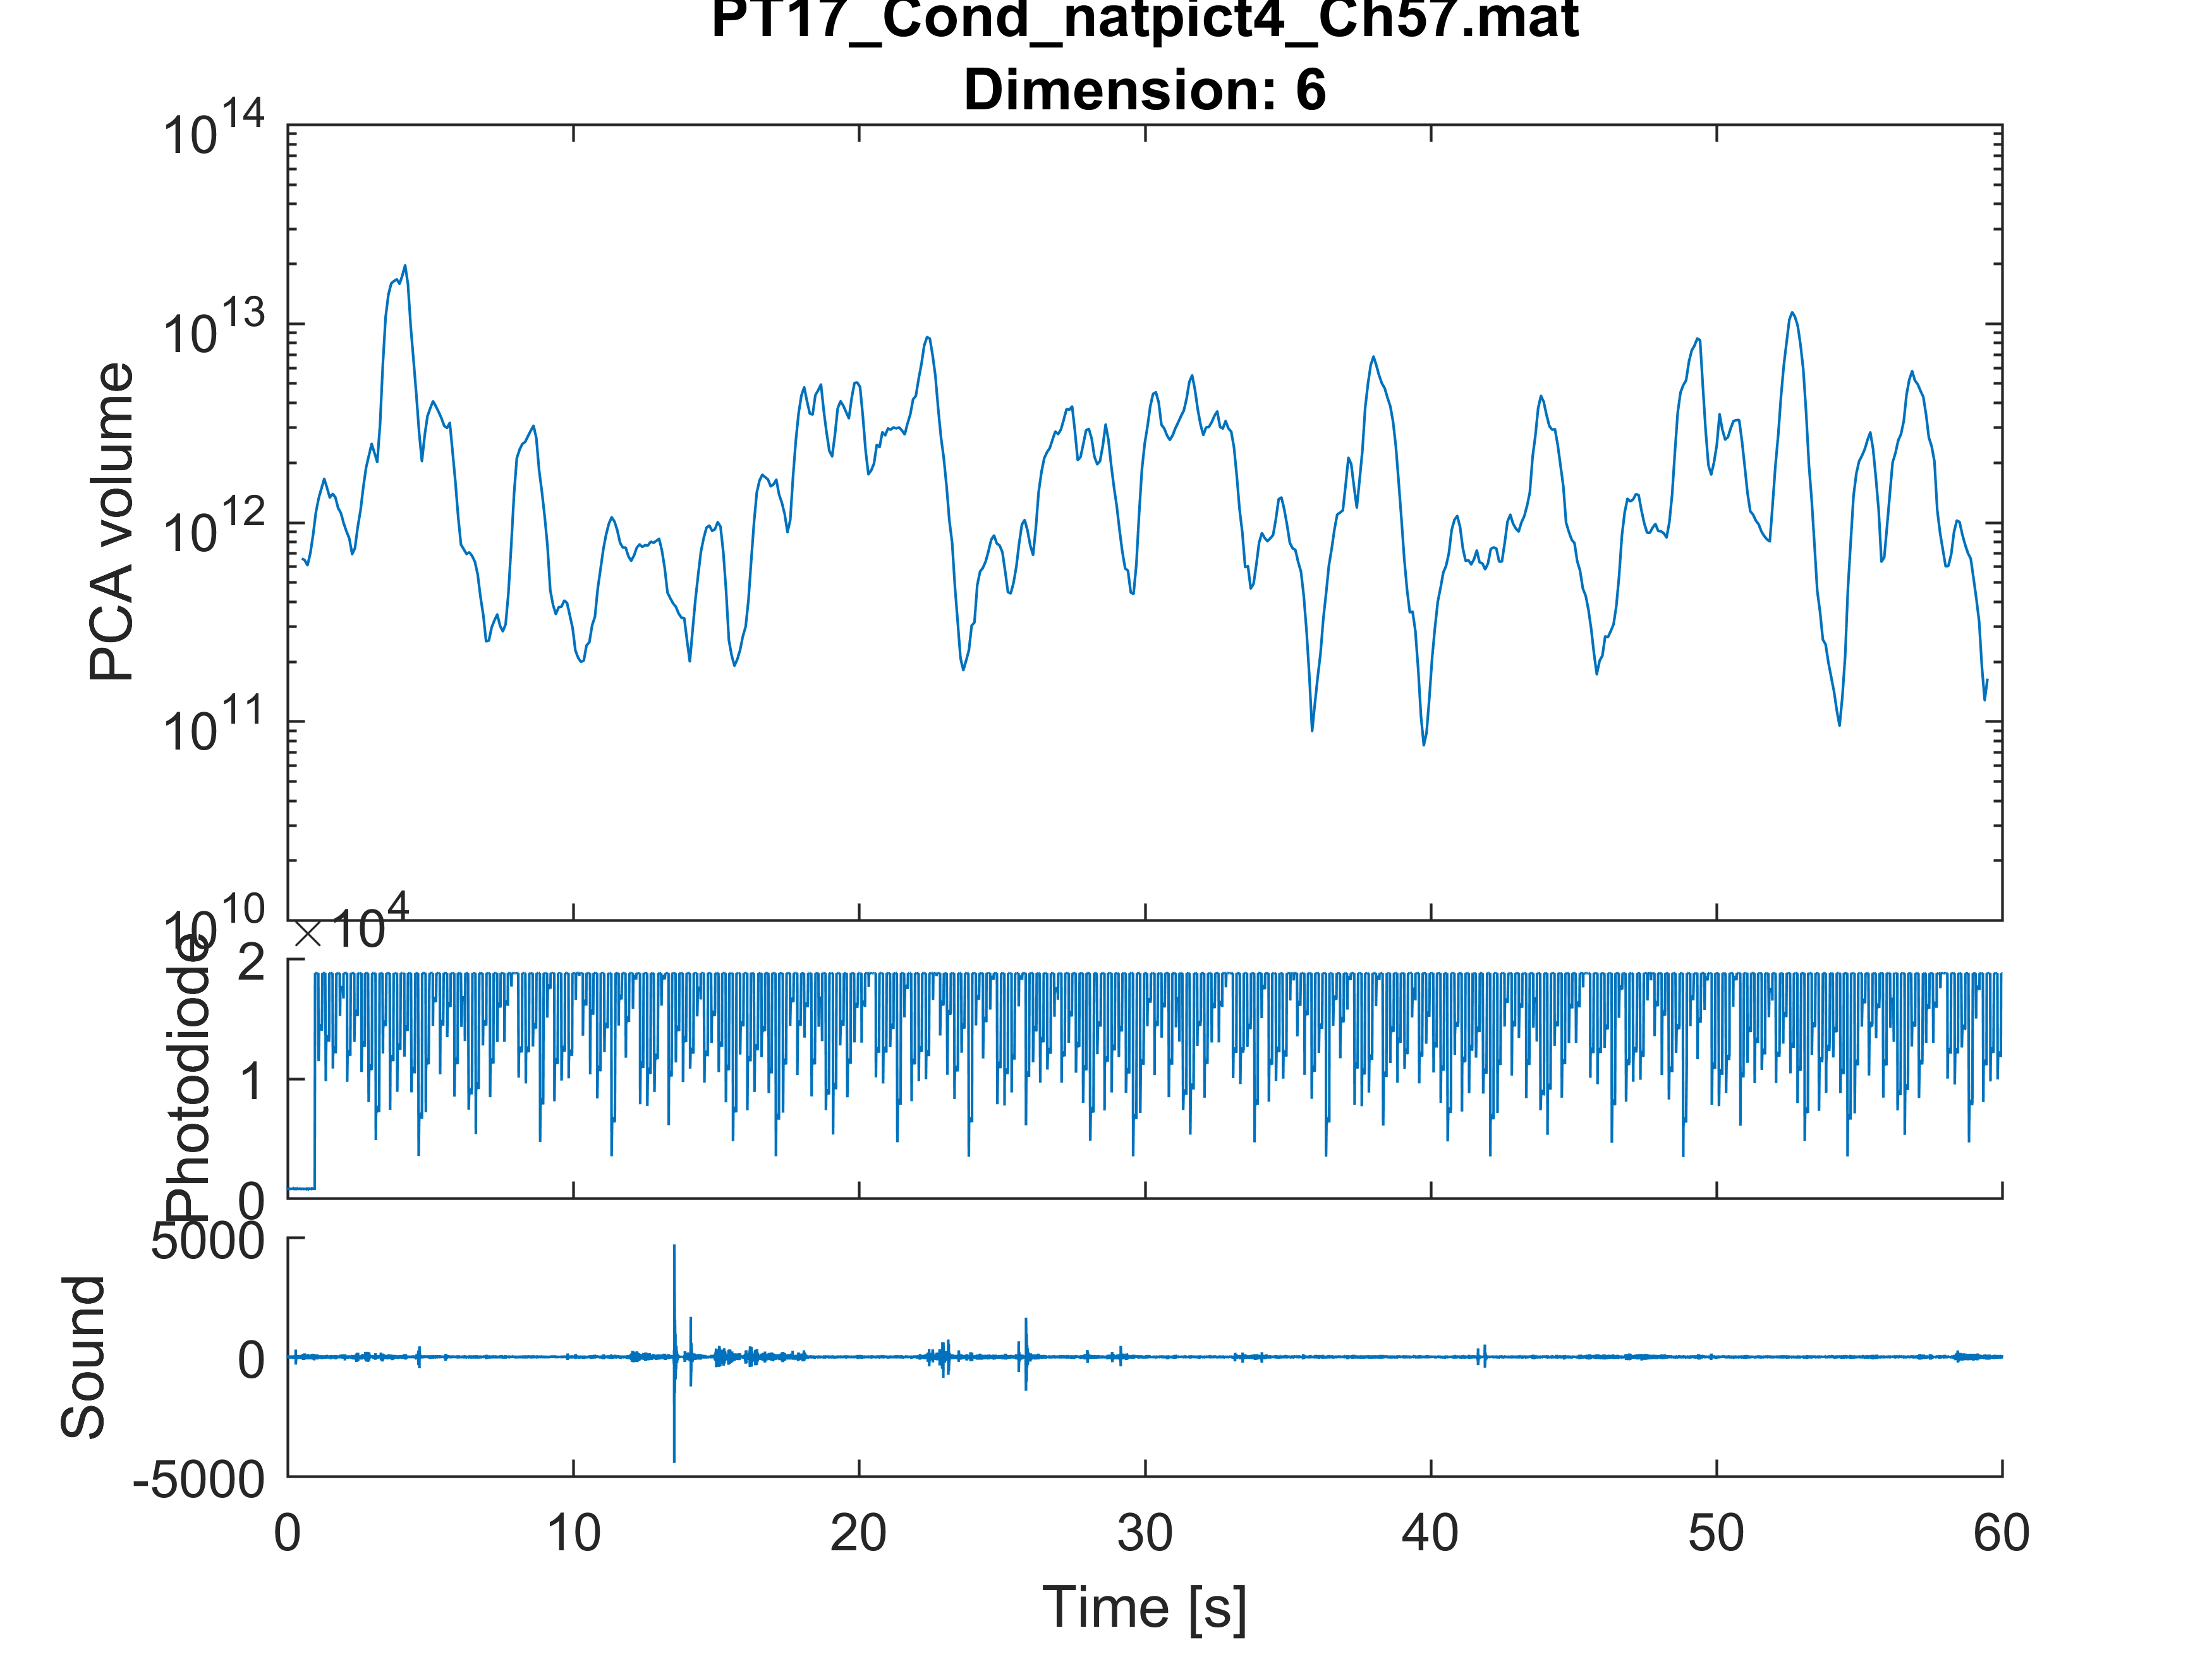 PT17_Cond_natpict4_Ch57.mat
Dimension: 6
10^14
10^13
10^12
10^11
10^10
PCA volume
× 10^4
2
1
0
Photodiode
5000
0
-5000
Sound
0 10 20 30 40 50 60
Time [s]